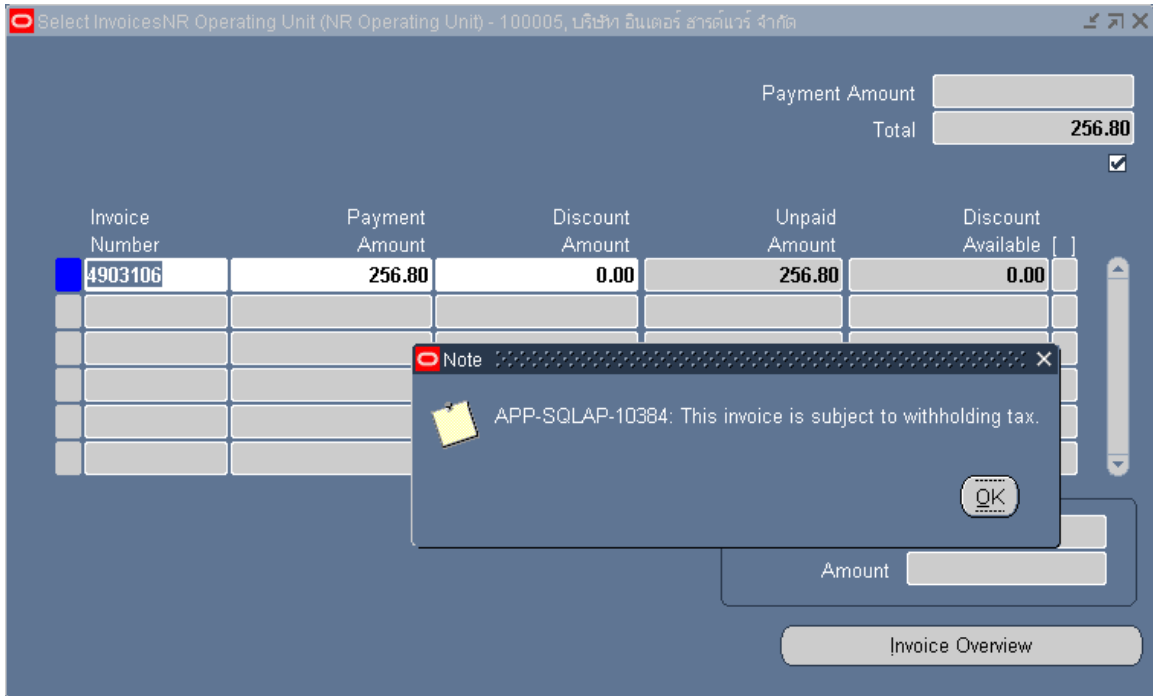 Select InvoicesNR Operating Unit (NR Operating Unit) - 100005, บริษัท อินเตอร์ สารต์แวร์ จำกัด
Payment Amount
Total 256.80
Invoice Number Payment Amount Discount Amount Unpaid Amount Discount Available [ ]
4903106 256.80 0.00 256.80 0.00
Note
APP-SQLAP-10384: This invoice is subject to withholding tax.
OK
Amount
Invoice Overview